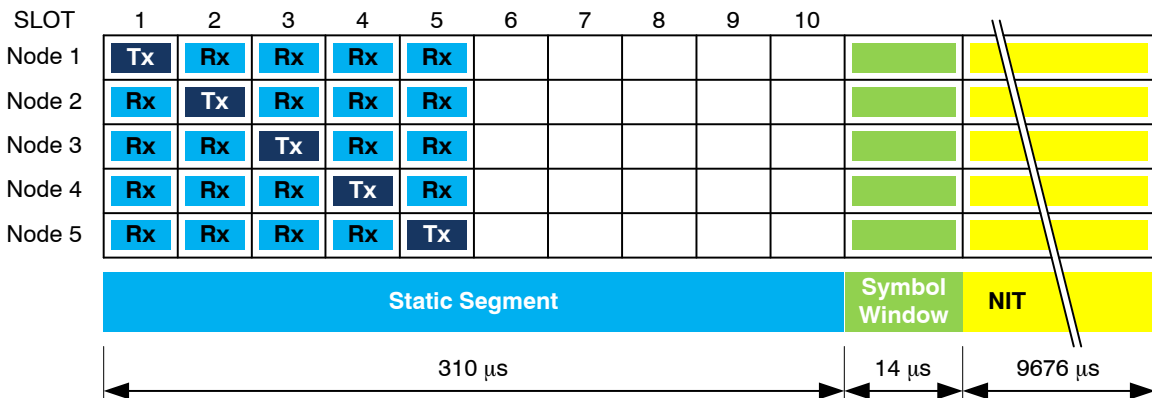 SLOT 1 2 3 4 5 6 7 8 9 10
Node 1 Tx Rx Rx Rx Rx
Node 2 Rx Tx Rx Rx Rx
Node 3 Rx Rx Tx Rx Rx
Node 4 Rx Rx Rx Tx Rx
Node 5 Rx Rx Rx Rx Tx
Static Segment
Symbol
Window
NIT
310 μs 14 μs 9676 μs